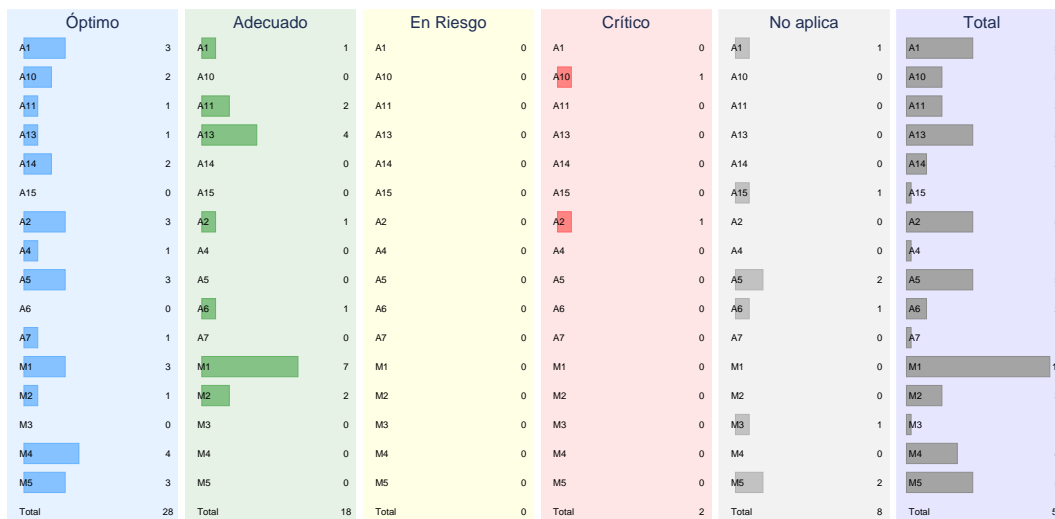 Óptimo Adecuado En Riesgo Crítico No aplica Total
A1 3 A1 1 A1 0 A1 0 A1 1 A1
A10 2 A10 0 A10 0 A10 1 A10 0 A10
A11 1 A11 2 A11 0 A11 0 A11 0 A11
A13 1 A13 4 A13 0 A13 0 A13 0 A13
A14 2 A14 0 A14 0 A14 0 A14 0 A14
A15 0 A15 0 A15 0 A15 0 A15 1 A15
A2 3 A2 1 A2 0 A2 1 A2 0 A2
A4 1 A4 0 A4 0 A4 0 A4 0 A4
A5 3 A5 0 A5 0 A5 0 A5 2 A5
A6 0 A6 1 A6 0 A6 0 A6 1 A6
A7 1 A7 0 A7 0 A7 0 A7 0 A7
M1 3 M1 7 M1 0 M1 0 M1 0 M1 1
M2 1 M2 2 M2 0 M2 0 M2 0 M2
M3 0 M3 0 M3 0 M3 0 M3 1 M3
M4 4 M4 0 M4 0 M4 0 M4 0 M4
M5 3 M5 0 M5 0 M5 0 M5 2 M5
Total 28 Total 18 Total 0 Total 2 Total 8 Total 5